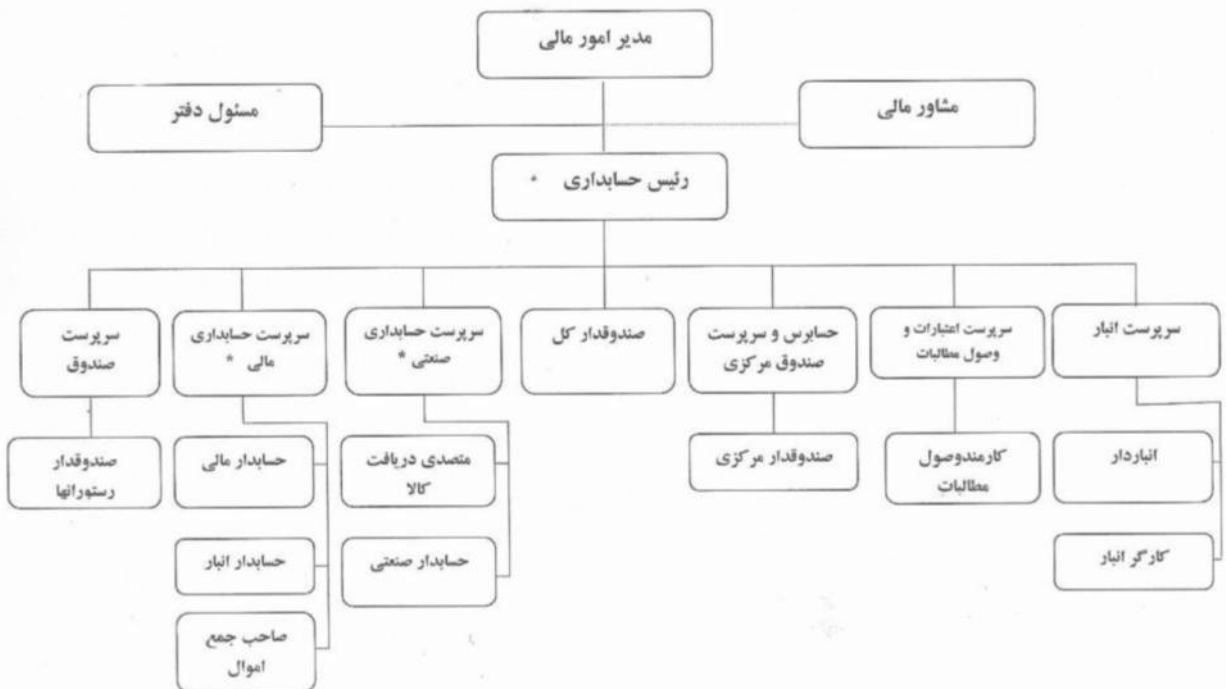 مدیر امور مالی
مشاور مالی
مسئول دفتر
رئیس حسابداری *
سرپرست انبار
سرپرست اعتبارات و
وصول مطالبات
حسابرس و سرپرست
صندوق مرکزی
صندوقدار کل
سرپرست حسابداری
صنعتی *
سرپرست حسابداری
مالی *
سرپرست
صندوق
انباردار
کارمندوصول
مطالبات
صندوقدار مرکزی
متصدی دریافت
کالا
حسابدار مالی
صندوقدار
رستورانها
کارگر انبار
حسابدار صنعتی
حسابدار انبار
صاحب جمع
اموال